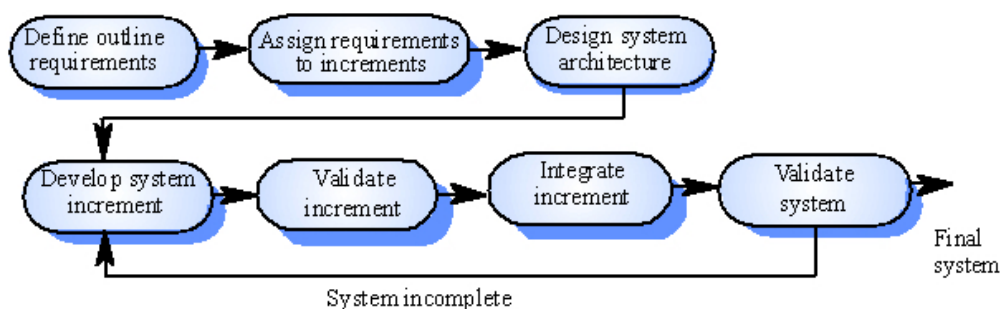 Define outline
requirements
Assign requirements
to increments
Design system
architecture
Develop system
increment
Validate
increment
Integrate
increment
Validate
system
Final
system
System incomplete